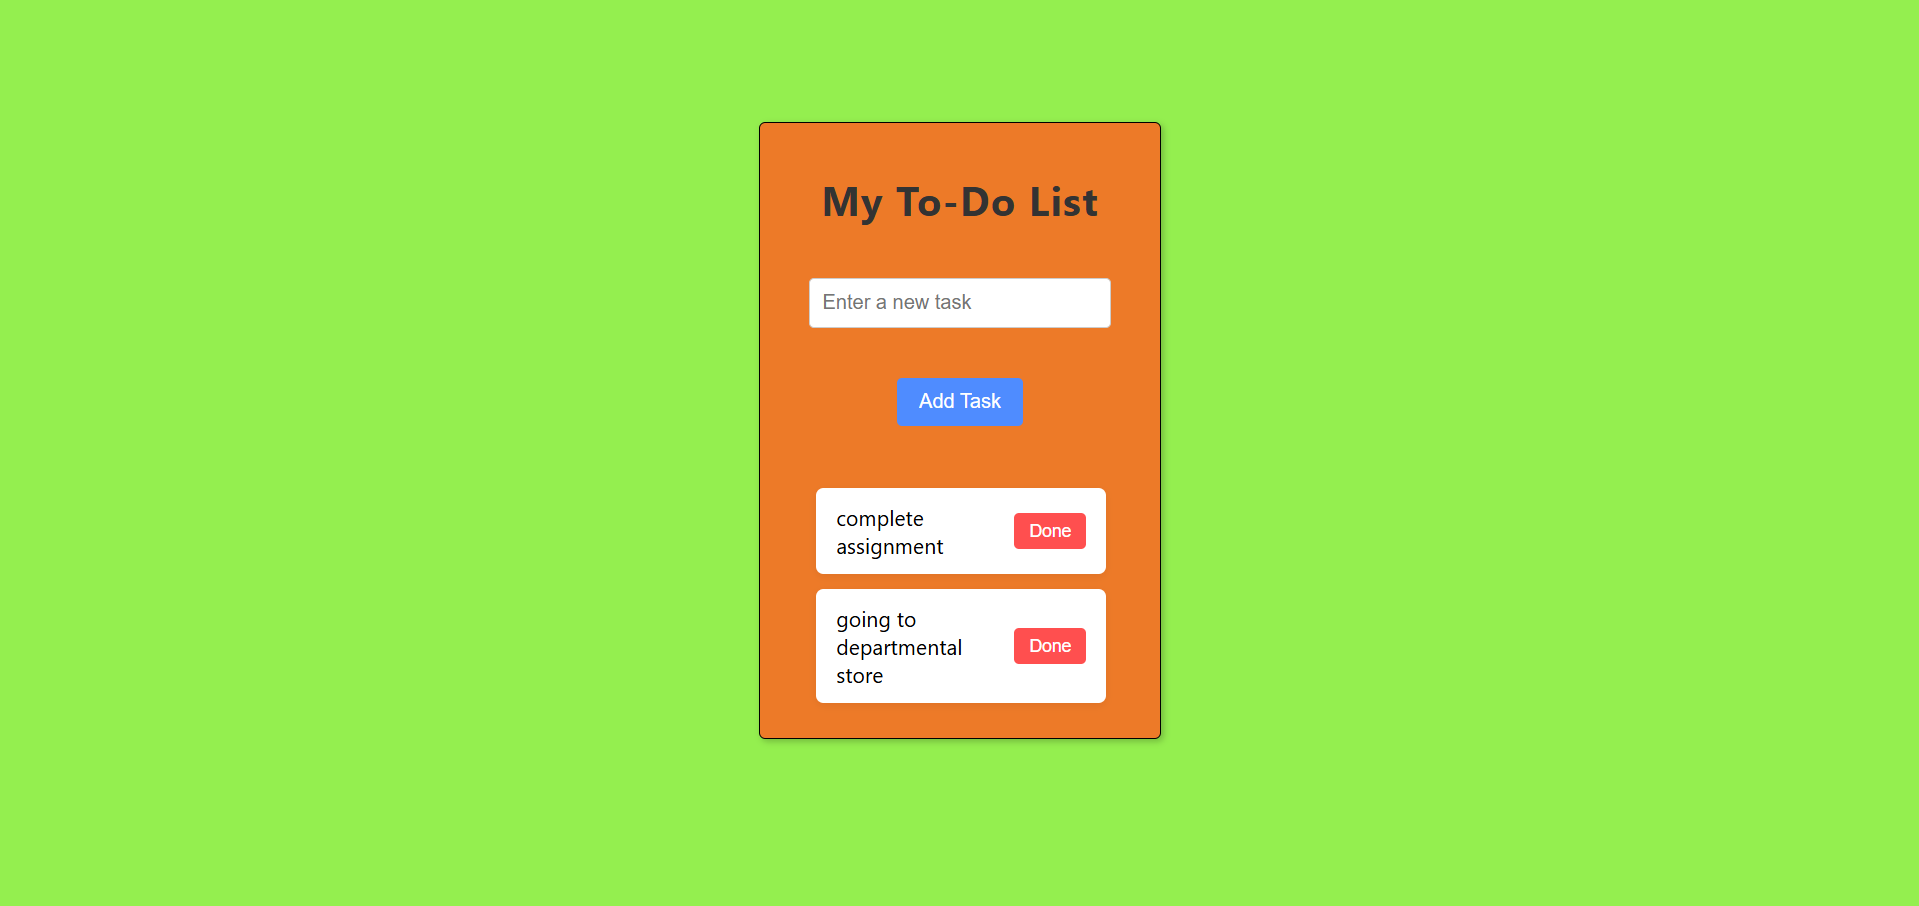 My To-Do List
Enter a new task
Add Task
complete
assignment
Done
going to
departmental
store
Done